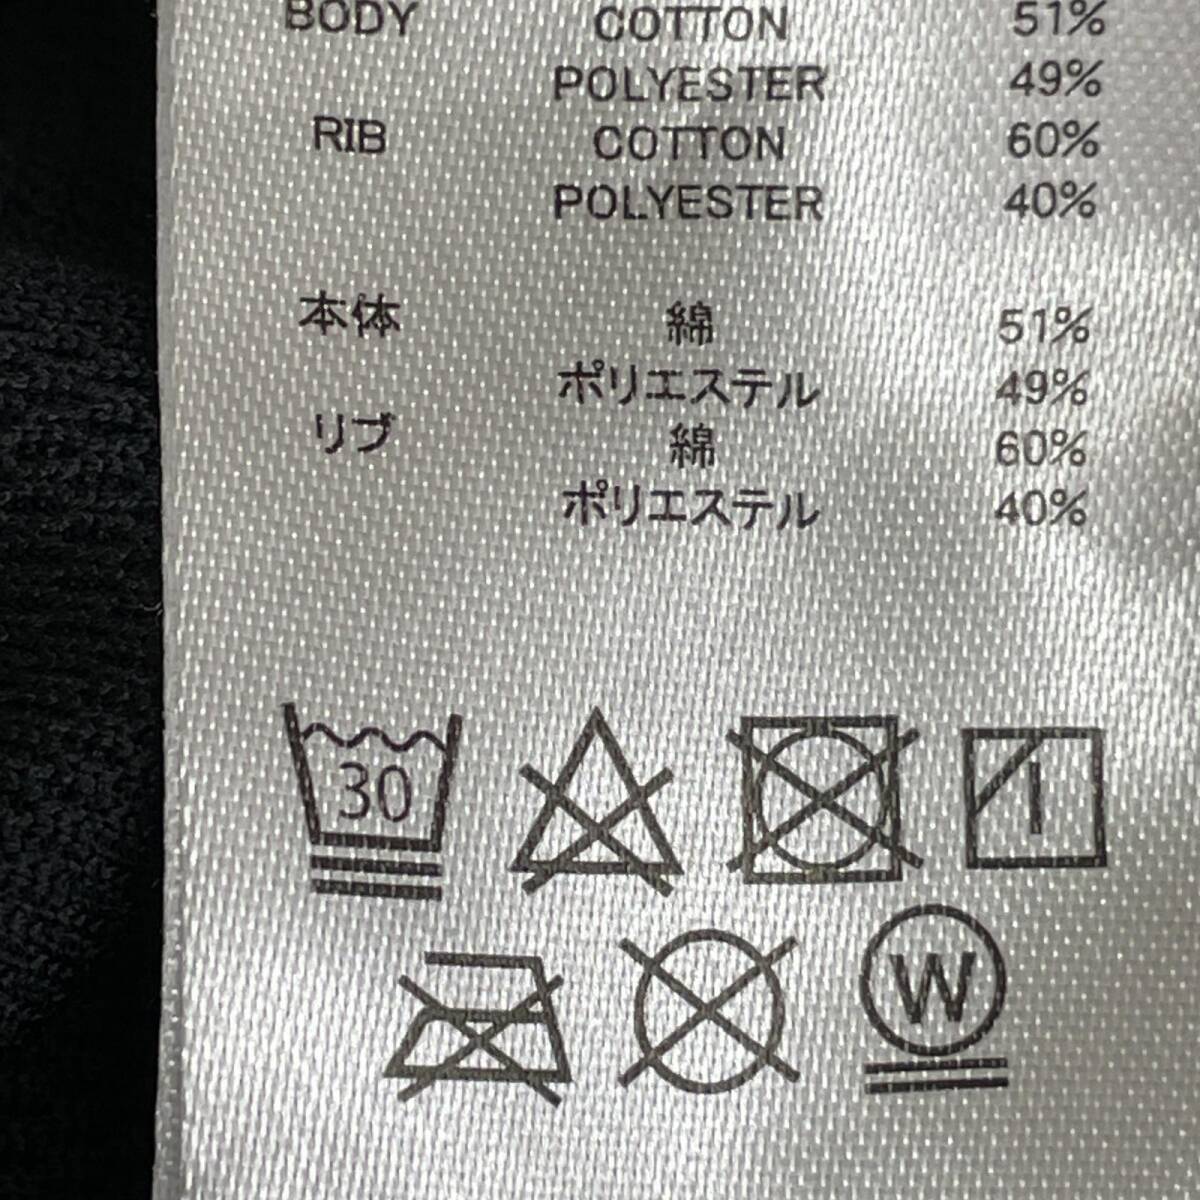 BODY COTTON 51%
POLYESTER 49%
RIB COTTON 60%
POLYESTER 40%
本体 綿 51%
ポリエステル 49%
リブ 綿 60%
ポリエステル 40%
30
W